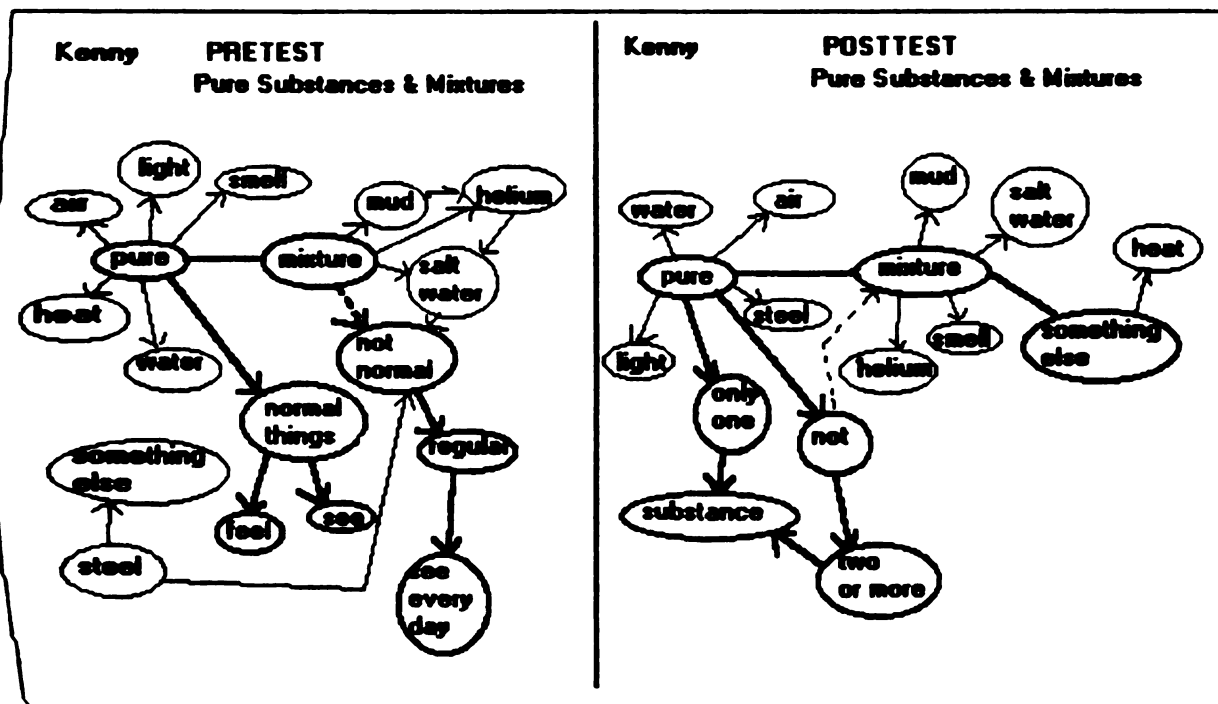 Kenny PRETEST
Pure Substances & Mixtures
light
smell
air
mud
helium
pure
mixture
salt
water
heat
water
not
normal
normal
things
regular
something
else
feel
see
steel
see
every
day
Kenny POSTTEST
Pure Substances & Mixtures
mud
salt
water
water
air
heat
pure
mixture
steel
something
else
light
helium
smell
only
one
not
substance
two
or more